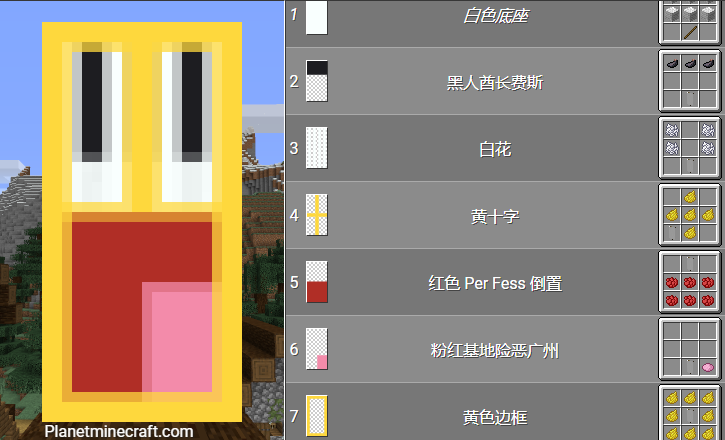 1 白色底座
2 黑人酋长费斯
3 白花
4 黄十字
5 红色 Per Fess 倒置
6 粉红基地险恶广州
7 黄色边框
Planetminecraft.com